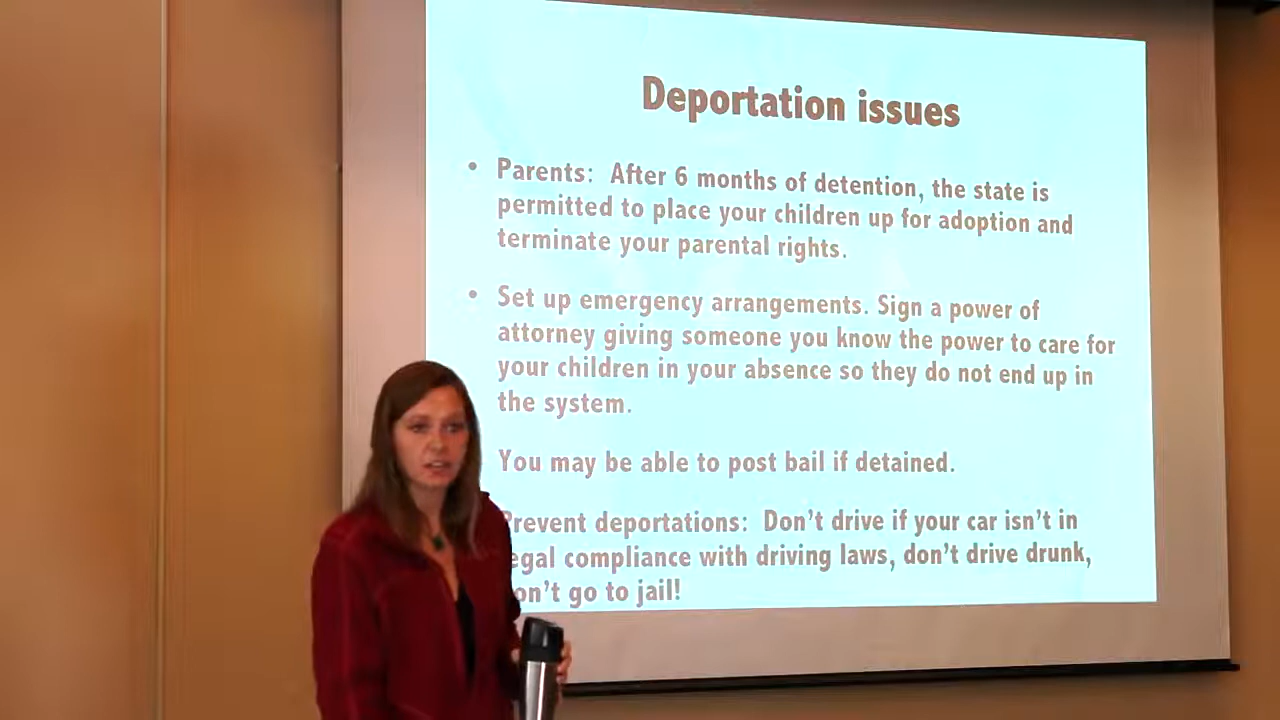 Deportation issues
• Parents: After 6 months of detention, the state is
permitted to place your children up for adoption and
terminate your parental rights.
• Set up emergency arrangements. Sign a power of
attorney giving someone you know the power to care for
your children in your absence so they do not end up in
the system.
You may be able to post bail if detained.
Prevent deportations: Don't drive if your car isn't in
egal compliance with driving laws, don't drive drunk,
on't go to jail!